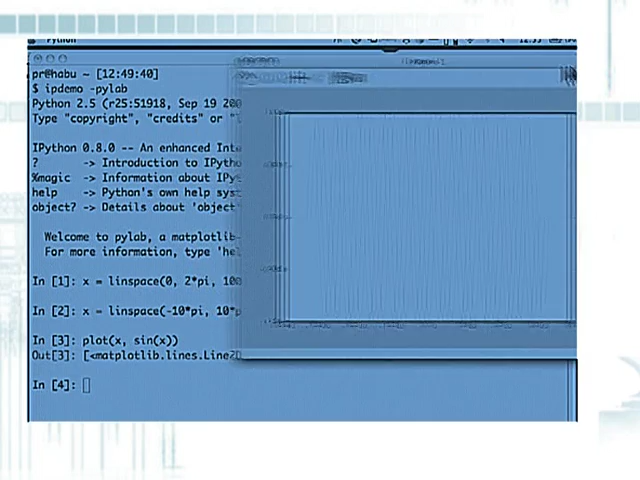 Python
pr@habu ~ [12:49:40]
$ ipdemo -pylab
Python 2.5 (r25:51918, Sep 19 200
Type "copyright", "credits" or "
IPython 0.8.0 -- An enhanced Inte
? -> Introduction to IPytho
%magic -> Information about IPy
help -> Python's own help sys
object? -> Details about 'object'
Welcome to pylab, a matplotlib-
For more information, type 'he
In [1]: x = linspace(0, 2*pi, 100
In [2]: x = linspace(-10*pi, 10*p
In [3]: plot(x, sin(x))
Out[3]: [<matplotlib.lines.Line2D
In [4]: